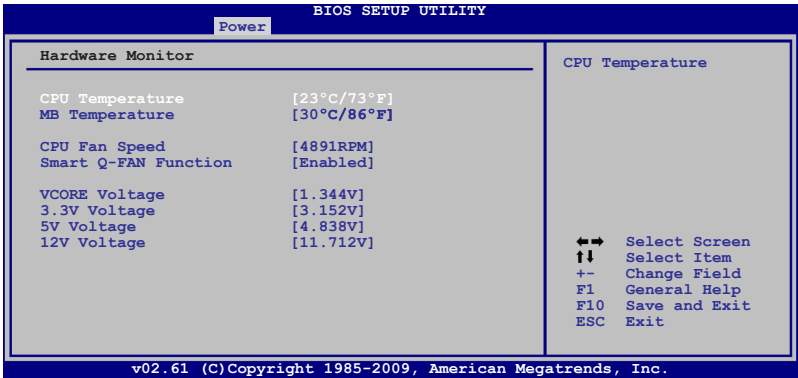 BIOS SETUP UTILITY
Power
Hardware Monitor
CPU Temperature [23°C/73°F]
MB Temperature [30°C/86°F]
CPU Fan Speed [4891RPM]
Smart Q-FAN Function [Enabled]
VCORE Voltage [1.344V]
3.3V Voltage [3.152V]
5V Voltage [4.838V]
12V Voltage [11.712V]
CPU Temperature
←→ Select Screen
↑↓ Select Item
+- Change Field
F1 General Help
F10 Save and Exit
ESC Exit
v02.61 (C)Copyright 1985-2009, American Megatrends, Inc.